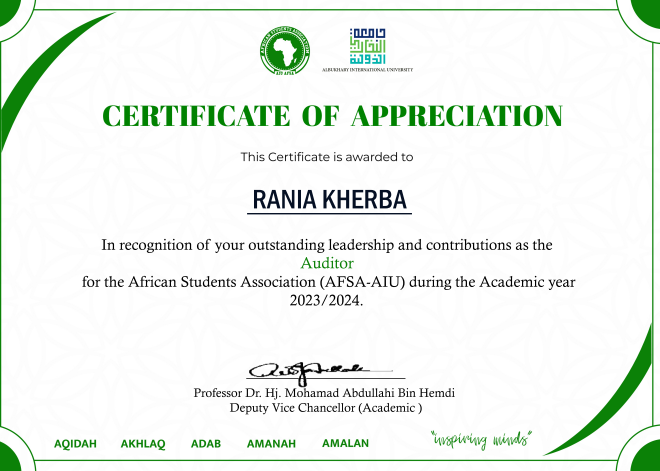 AFRICAN STUDENTS ASSOCIATION
AIU AFSA
جامعة
البخاري
الدولية
ALBUKHARY INTERNATIONAL UNIVERSITY
CERTIFICATE OF APPRECIATION
This Certificate is awarded to
RANIA KHERBA
In recognition of your outstanding leadership and contributions as the
Auditor
for the African Students Association (AFSA-AIU) during the Academic year
2023/2024.
Professor Dr. Hj. Mohamad Abdullahi Bin Hemdi
Deputy Vice Chancellor (Academic )
AQIDAH AKHLAQ ADAB AMANAH AMALAN "inspiring minds"